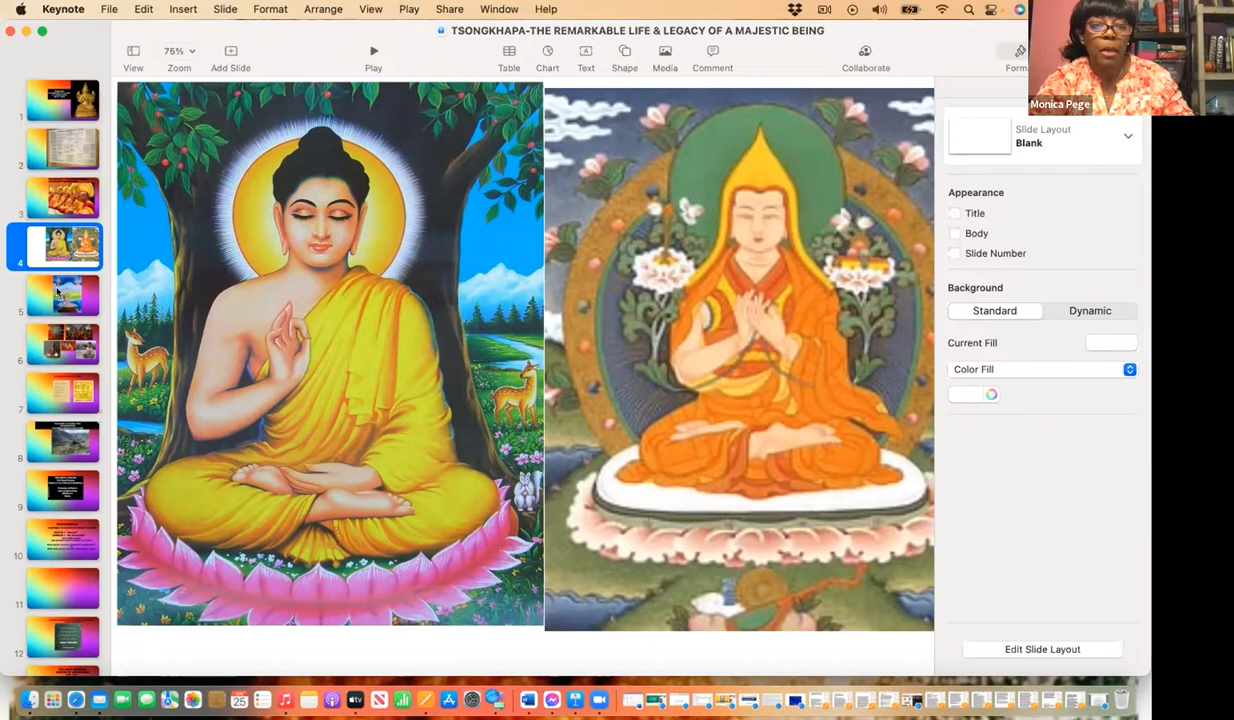 Keynote File Edit Insert Slide Format Arrange View Play Share Window Help
TSONGKHAPA-THE REMARKABLE LIFE & LEGACY OF A MAJESTIC BEING
75%
View Zoom Add Slide Play Table Chart Text Shape Media Comment Collaborate Form
Monica Pege
Slide Layout
Blank
Appearance
Title
Body
Slide Number
Background
Standard Dynamic
Current Fill
Color Fill
Edit Slide Layout
1
2
3
4
5
6
7
8
9
10
11
12
25